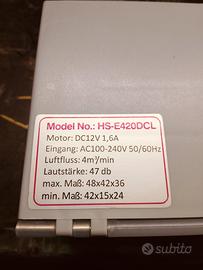 Model No.: HS-E420DCL
Motor: DC12V 1,6A
Eingang: AC100-240V 50/60Hz
Luftfluss: 4m³/min
Lautstärke: 47 db
max. Maß: 48x42x36
min. Maß: 42x15x24
subito